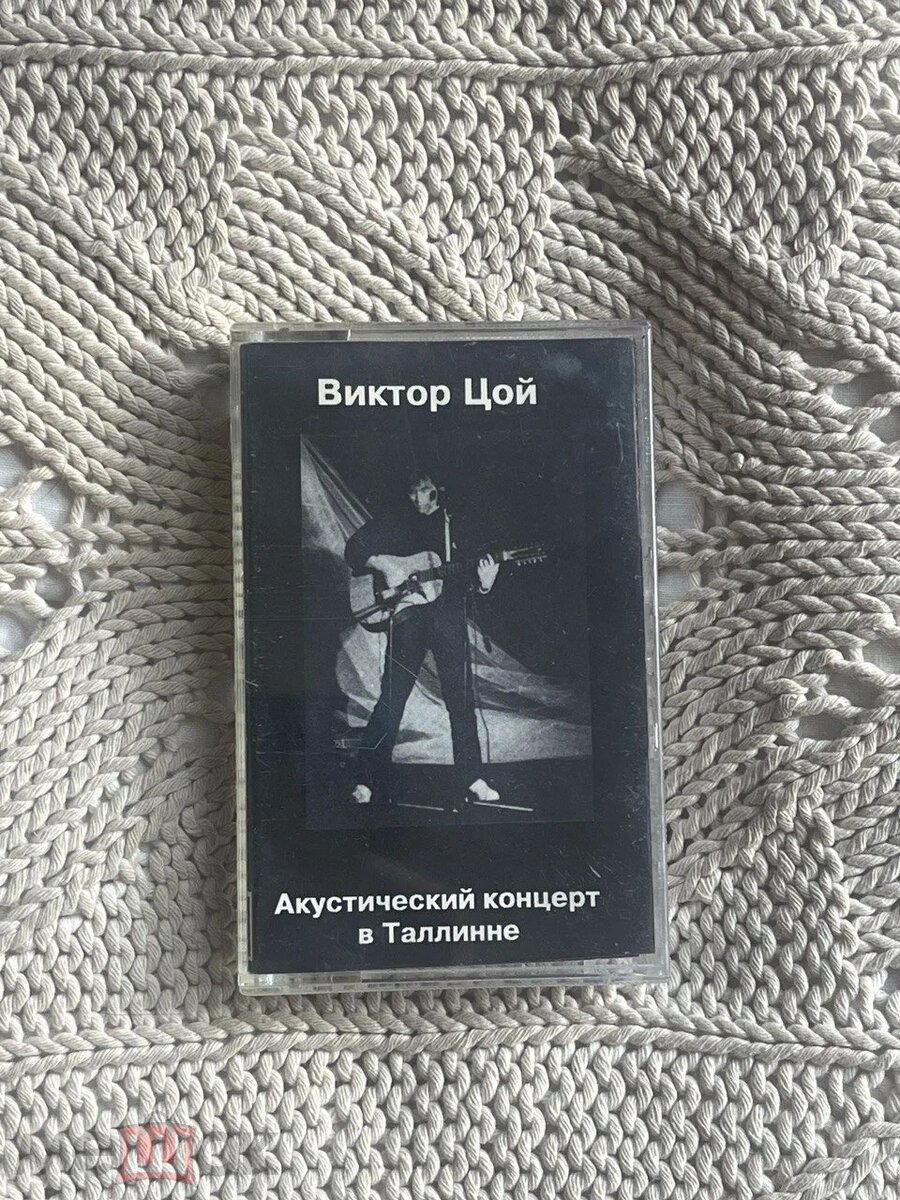 Виктор Цой
Акустический концерт
в Таллинне